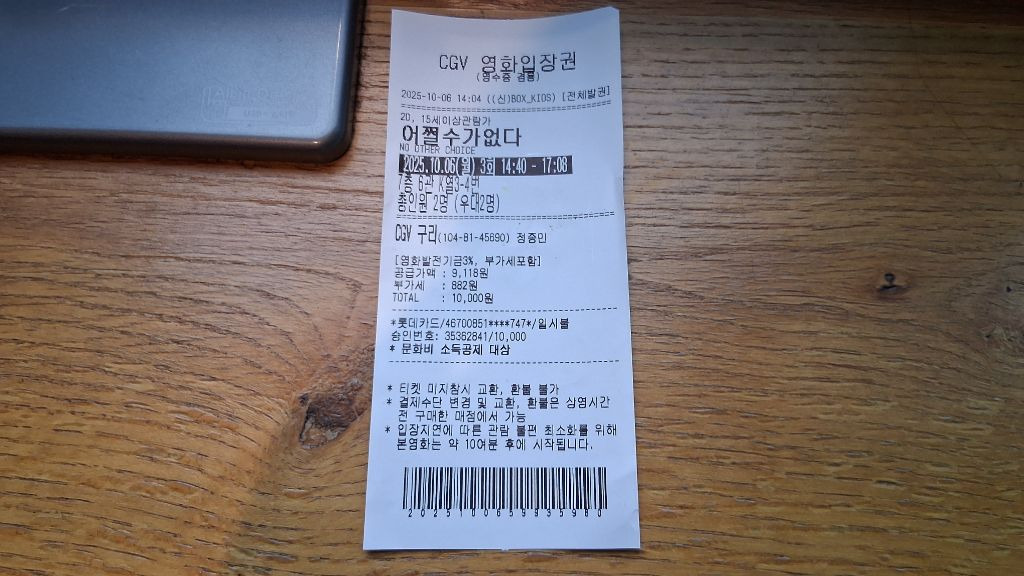 CGV 영화입장권
(영수증 겸용)
2025-10-06 14:04 ((신)BOX_KIOS) [전체발권]
2D, 15세이상관람가
어쩔수가없다
NO OTHER CHOICE
2025.10.06(월) 3회 14:40 - 17:08
7층 6관 K열3-4번
총인원 2명 (우대2명)
CGV 구리(104-81-45690) 정종민
[영화발전기금3%, 부가세포함]
공급가액 : 9,118원
부가세 : 882원
TOTAL : 10,000원
*롯데카드/46700851****747*/일시불
승인번호: 35362841/10,000
* 문화비 소득공제 대상
* 티켓 미지참시 교환, 환불 불가
* 결제수단 변경 및 교환, 환불은 상영시간
전 구매한 매점에서 가능
* 입장지연에 따른 관람 불편 최소화를 위해
본영화는 약 10여분 후에 시작됩니다.